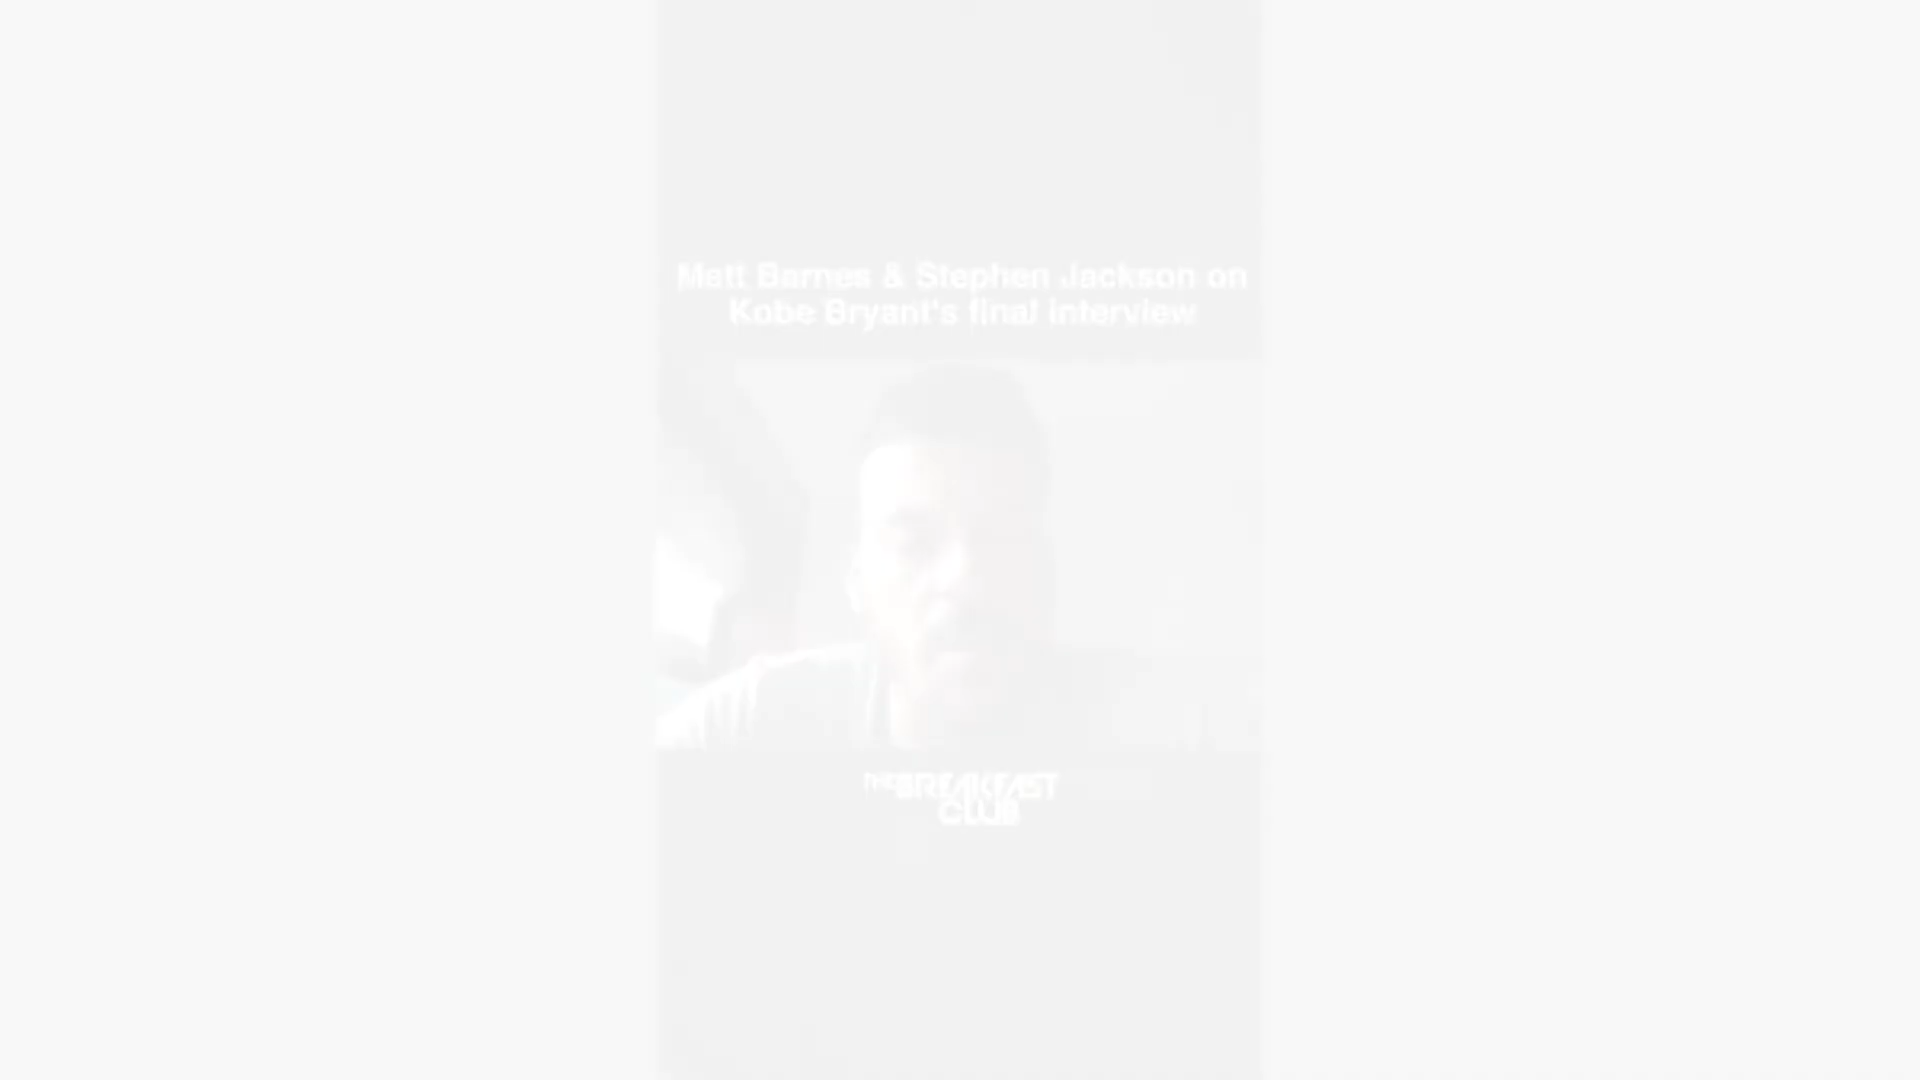 Matt Barnes & Stephen Jackson on
Kobe Bryant's final interview
THE BREAKFAST
CLUB